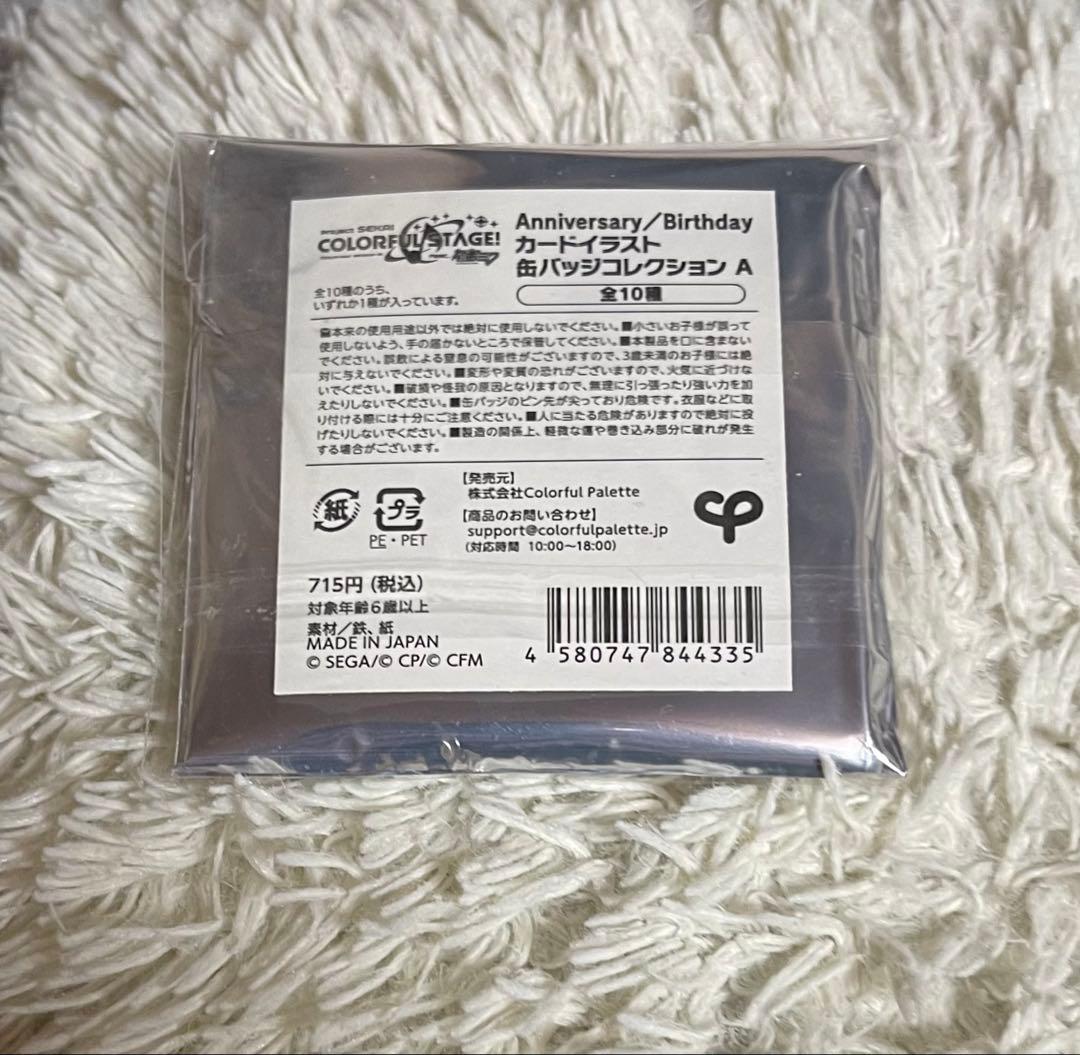 Project SEKAI
COLORFUL STAGE!
Anniversary／Birthday
カードイラスト
缶バッジコレクション A
全10種
全10種のうち、
いずれか1種が入っています。
■本来の使用用途以外では絶対に使用しないでください。■小さいお子様が誤って
使用しないよう、手の届かないところで保管してください。■本製品を口に含まない
でください。誤飲による窒息の可能性がございますので、3歳未満のお子様には絶
対に与えないでください。■変形や変質の恐れがございますので、火気に近づけな
いでください。■破損や怪我の原因となりますので、無理に引っ張ったり強い力を加
えたりしないでください。■缶バッジのピン先が尖っており危険です。衣服などに取
り付ける際には十分にご注意ください。■人に当たる危険がありますので絶対に投
げたりしないでください。■製造の関係上、軽微な傷や巻き込み部分に破れが発生
する場合がございます。
紙
プラ
PE・PET
【発売元】
株式会社Colorful Palette
【商品のお問い合わせ】
support@colorfulpalette.jp
（対応時間 10:00〜18:00）
715円（税込）
対象年齢6歳以上
素材／鉄、紙
MADE IN JAPAN
© SEGA/© CP/© CFM
4 580747 844335